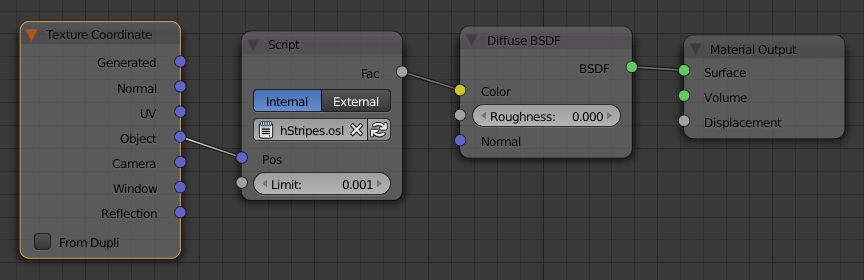 Texture Coordinate
Generated
Normal
UV
Object
Camera
Window
Reflection
From Dupli
Script
Fac
Internal External
hStripes.osl
Pos
Limit: 0.001
Diffuse BSDF
BSDF
Color
Roughness: 0.000
Normal
Material Output
Surface
Volume
Displacement